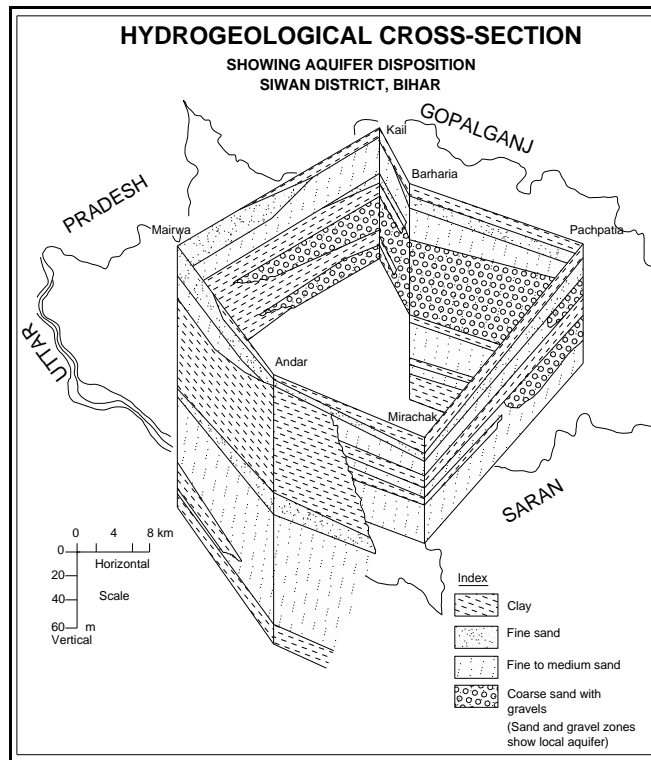 HYDROGEOLOGICAL CROSS-SECTION
SHOWING AQUIFER DISPOSITION
SIWAN DISTRICT, BIHAR
GOPALGANJ
Kail
Barharia
PRADESH
Mairwa
Pachpatia
UTTAR
Andar
Mirachak
SARAN
0 4 8 km
0
Horizontal
20
Scale
40
60 m
Vertical
Index
Clay
Fine sand
Fine to medium sand
Coarse sand with
gravels
(Sand and gravel zones
show local aquifer)